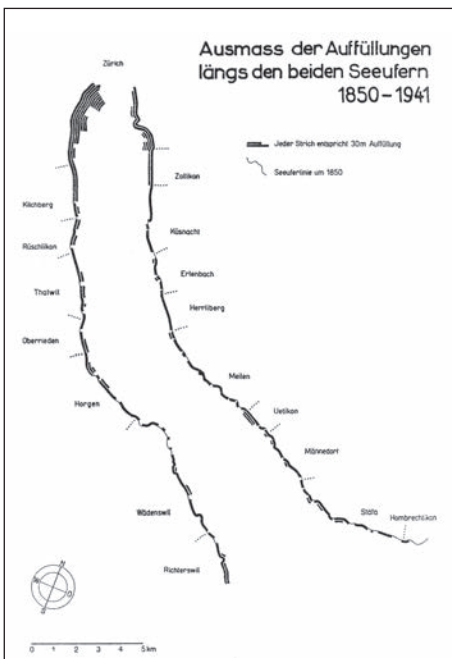 Ausmass der Auffüllungen
längs den beiden Seeufern
1850–1941
Zürich
Jeder Strich entspricht 30m Auffüllung
Seeuferlinie um 1850
Zollikon
Kilchberg
Küsnacht
Rüschlikon
Erlenbach
Thalwil
Herrliberg
Oberrieden
Meilen
Horgen
Uetikon
Männedorf
Wädenswil
Stäfa
Hombrechtikon
Richterswil
N
W
O
S
0 1 2 3 4 5 km